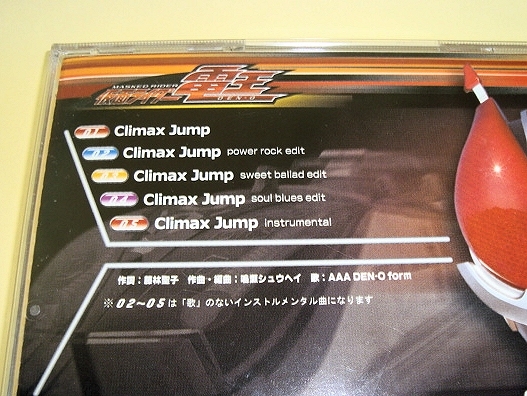 MASKED RIDER
仮面ライダー電王
DEN-O
01 Climax Jump
02 Climax Jump power rock edit
03 Climax Jump sweet ballad edit
04 Climax Jump soul blues edit
05 Climax Jump instrumental
作詞：藤林聖子 作曲・編曲：鳴瀬シュウヘイ 歌：AAA DEN-O form
※02〜05は「歌」のないインストルメンタル曲になります